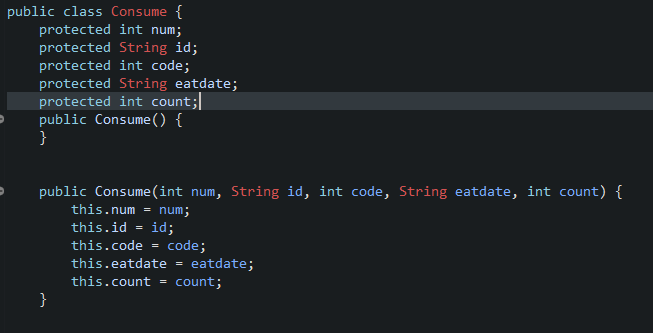 public class Consume {
protected int num;
protected String id;
protected int code;
protected String eatdate;
protected int count;
public Consume() {
}
public Consume(int num, String id, int code, String eatdate, int count) {
this.num = num;
this.id = id;
this.code = code;
this.eatdate = eatdate;
this.count = count;
}